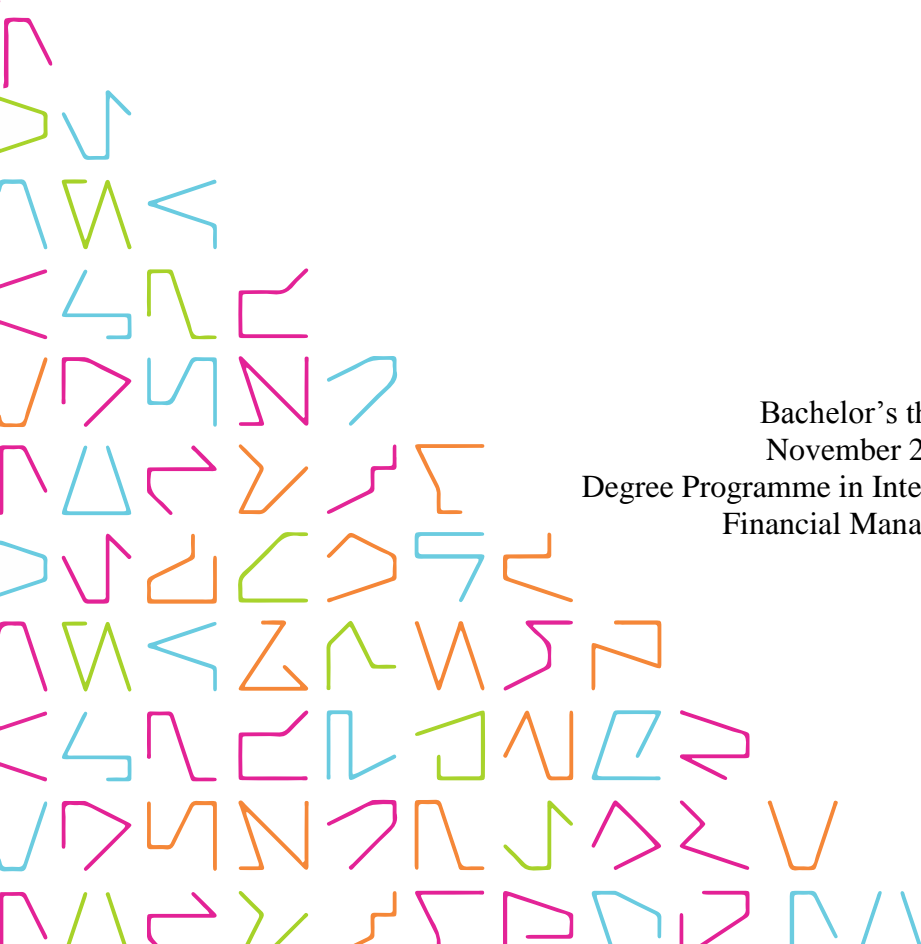 Bachelor’s th
November 2
Degree Programme in Inte
Financial Mana